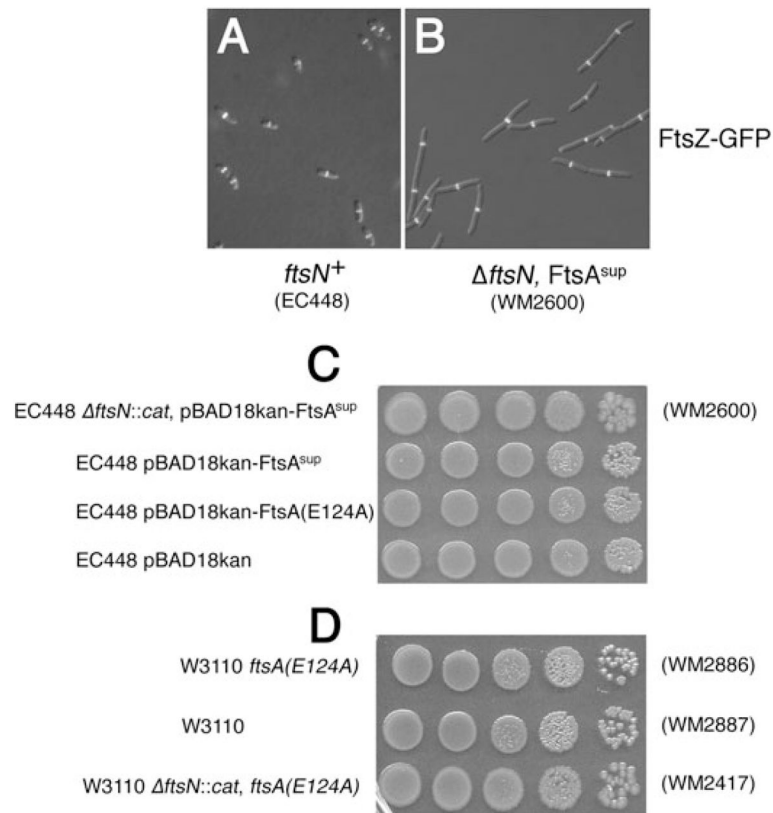 A
B
FtsZ-GFP
ftsN+
(EC448)
ΔftsN, FtsAsup
(WM2600)
C
EC448 ΔftsN::cat, pBAD18kan-FtsAsup
(WM2600)
EC448 pBAD18kan-FtsAsup
EC448 pBAD18kan-FtsA(E124A)
EC448 pBAD18kan
D
W3110 ftsA(E124A)
(WM2886)
W3110
(WM2887)
W3110 ΔftsN::cat, ftsA(E124A)
(WM2417)